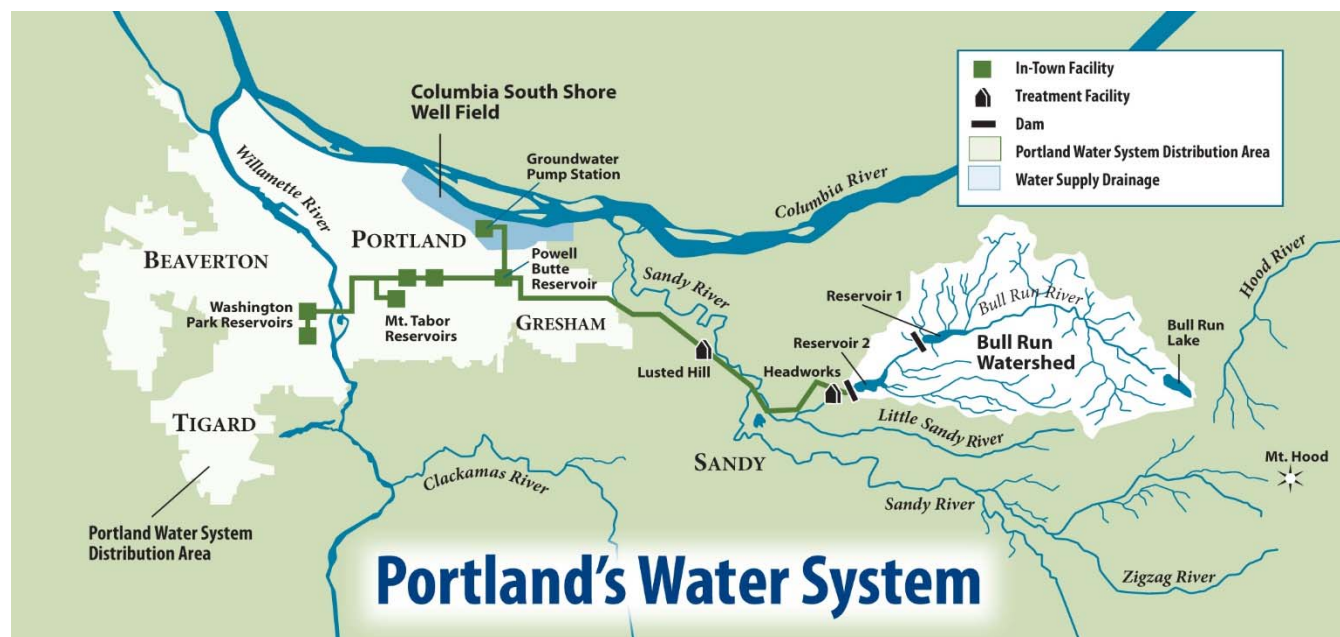 Columbia South Shore
Well Field
Groundwater
Pump Station
Willamette River
Columbia River
In-Town Facility
Treatment Facility
Dam
Portland Water System Distribution Area
Water Supply Drainage
PORTLAND
BEAVERTON
Powell
Butte
Reservoir
Sandy River
Hood River
Washington
Park Reservoirs
Mt. Tabor
Reservoirs
GRESHAM
Reservoir 1
Bull Run River
Bull Run
Watershed
Bull Run
Lake
Reservoir 2
Lusted Hill
Headworks
TIGARD
Little Sandy River
SANDY
Mt. Hood
Clackamas River
Sandy River
Portland Water System
Distribution Area
Zigzag River
Portland's Water System